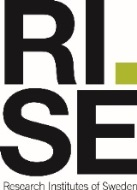 RI.
SE
Research Institutes of Sweden